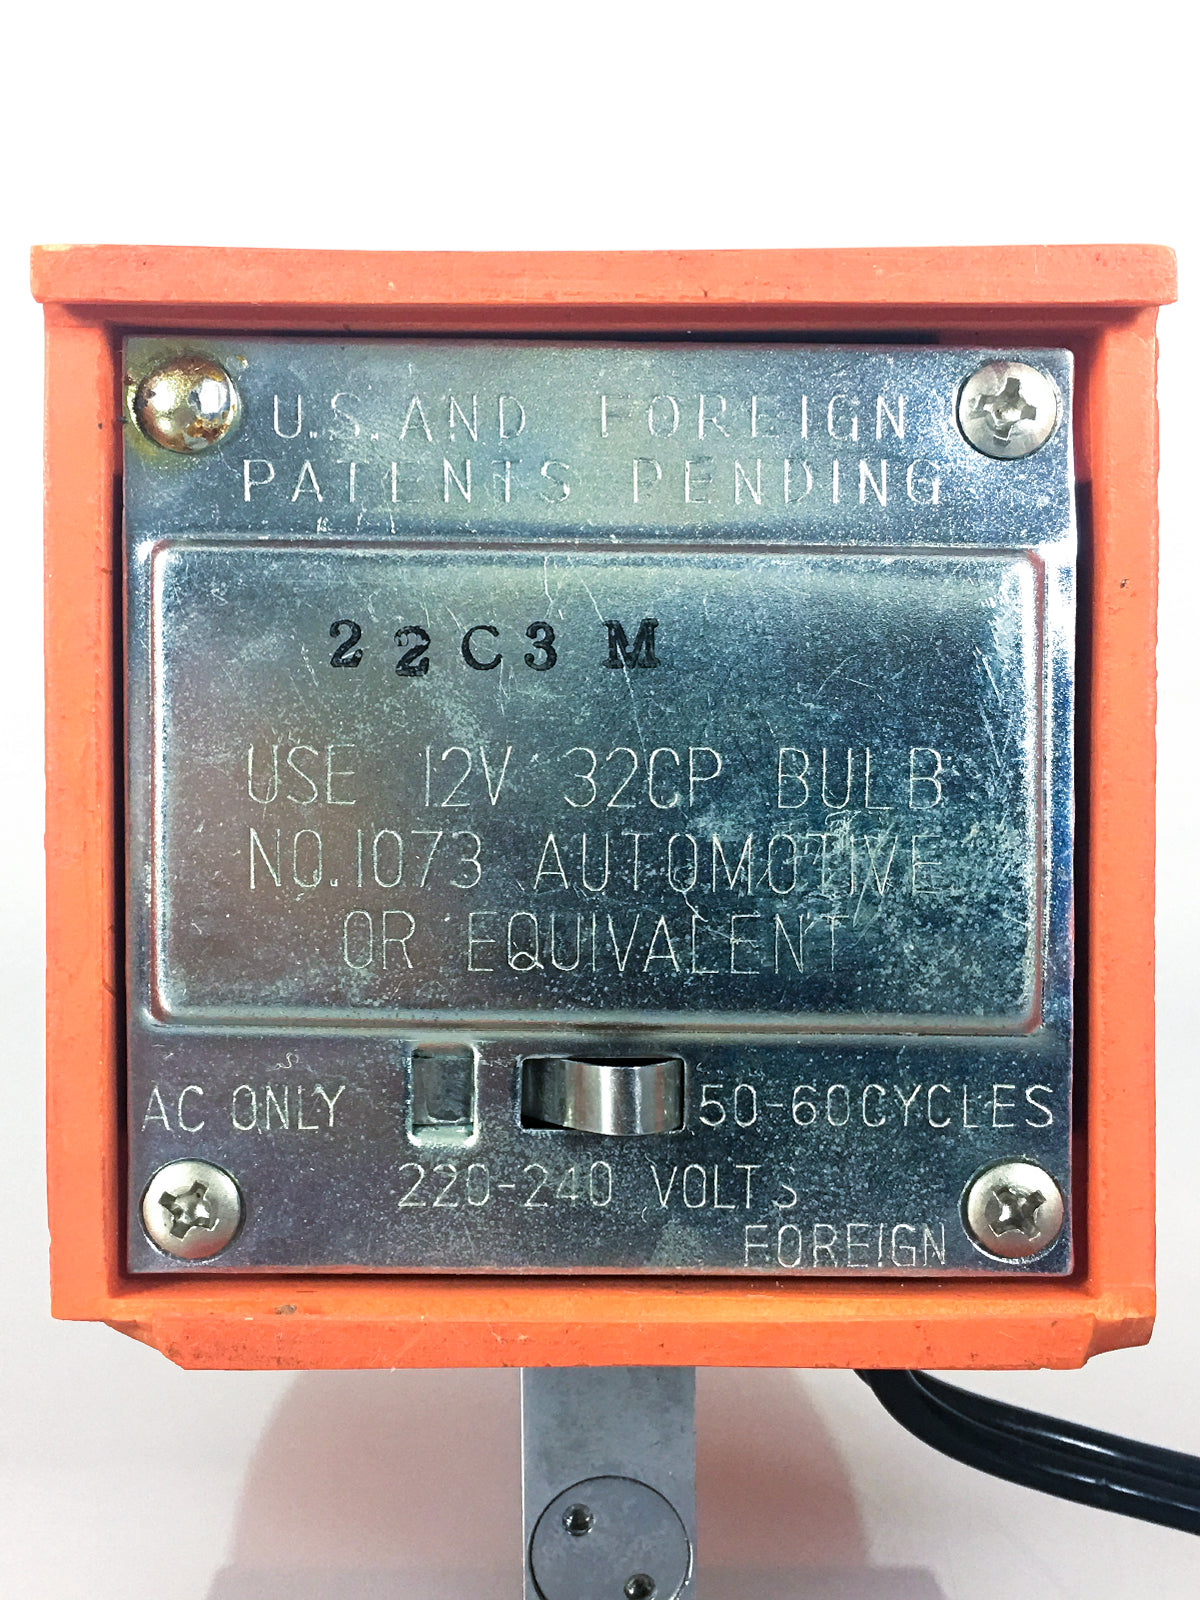 U.S. AND FOREIGN
PATENTS PENDING
22C3 M
USE 12V 32CP BULB
NO. 1073 AUTOMOTIVE
OR EQUIVALENT
AC ONLY 50-60CYCLES
220-240 VOLTS
FOREIGN